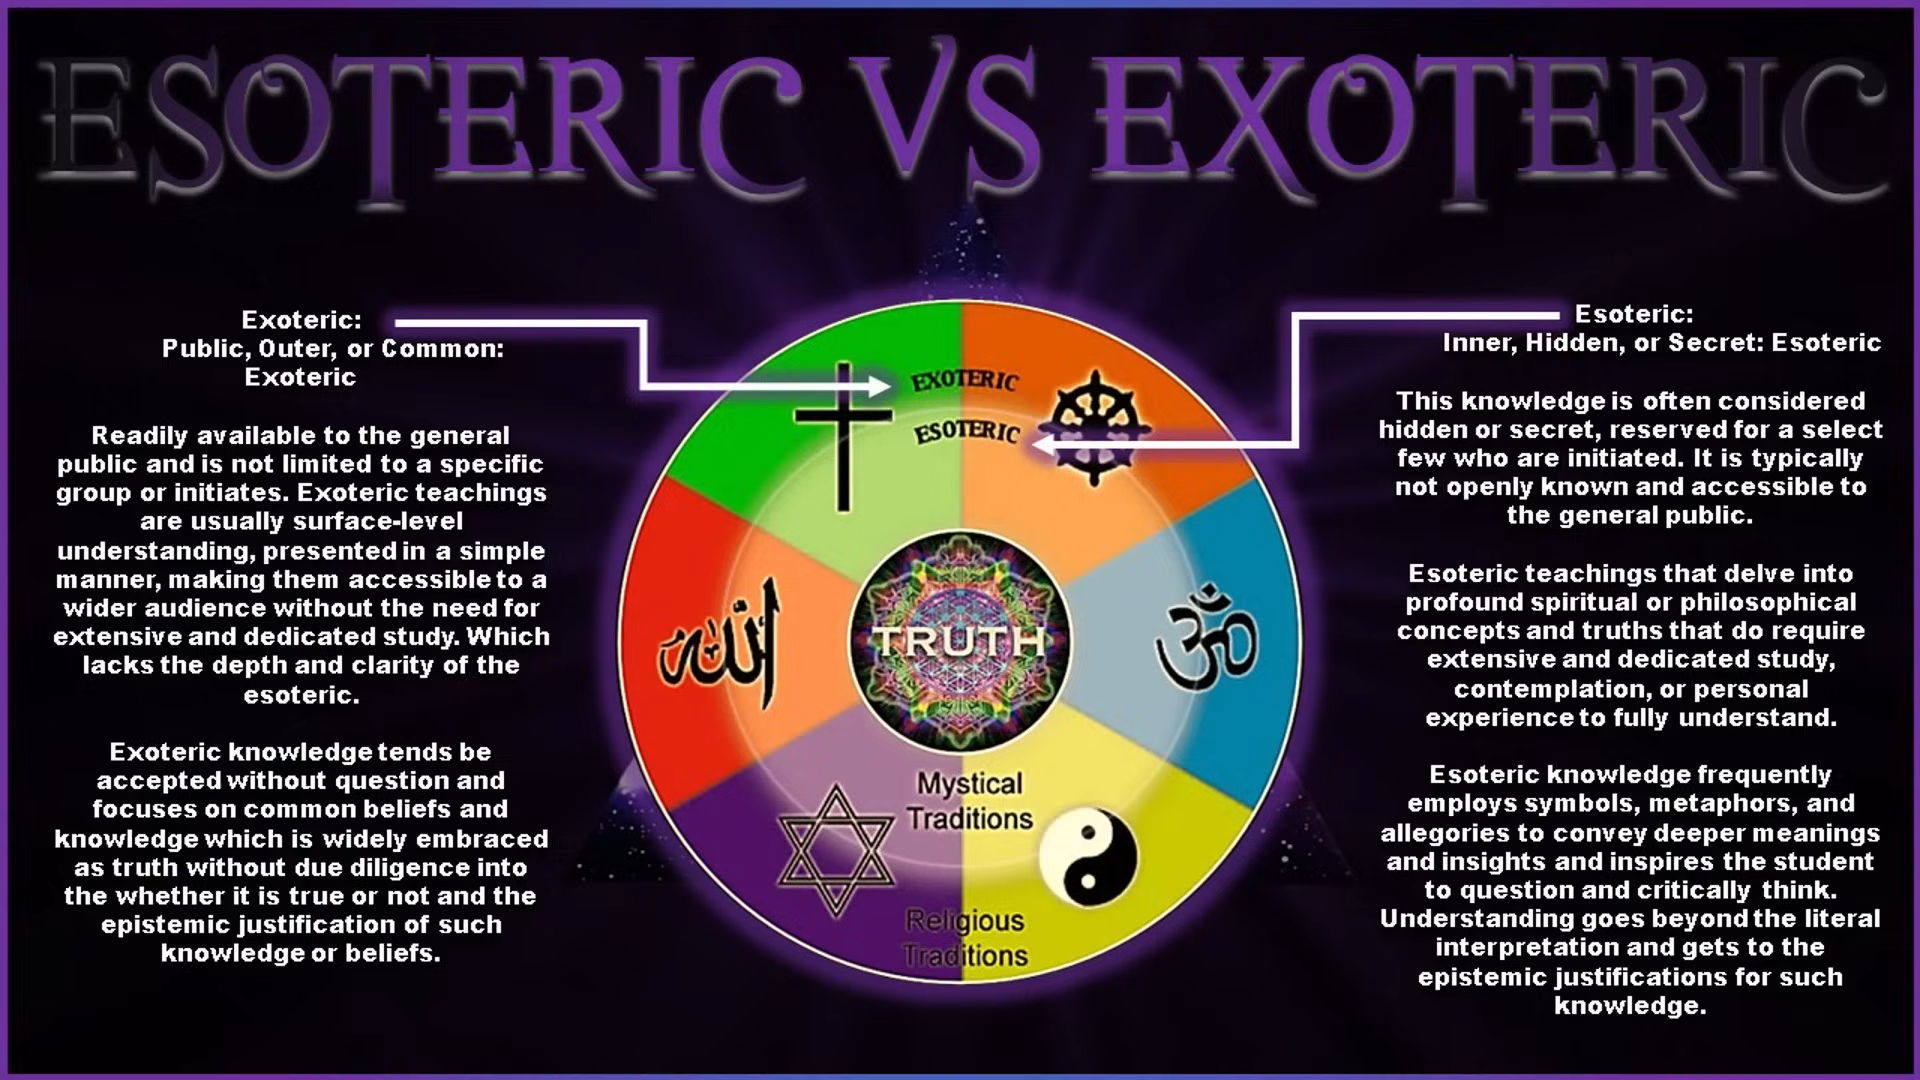 ESOTERIC VS EXOTERIC
Exoteric:
Public, Outer, or Common:
Exoteric
Readily available to the general
public and is not limited to a specific
group or initiates. Exoteric teachings
are usually surface-level
understanding, presented in a simple
manner, making them accessible to a
wider audience without the need for
extensive and dedicated study. Which
lacks the depth and clarity of the
esoteric.
Exoteric knowledge tends be
accepted without question and
focuses on common beliefs and
knowledge which is widely embraced
as truth without due diligence into
the whether it is true or not and the
epistemic justification of such
knowledge or beliefs.
EXOTERIC
ESOTERIC
الله
TRUTH
ॐ
Mystical
Traditions
Religious
Traditions
Esoteric:
Inner, Hidden, or Secret: Esoteric
This knowledge is often considered
hidden or secret, reserved for a select
few who are initiated. It is typically
not openly known and accessible to
the general public.
Esoteric teachings that delve into
profound spiritual or philosophical
concepts and truths that do require
extensive and dedicated study,
contemplation, or personal
experience to fully understand.
Esoteric knowledge frequently
employs symbols, metaphors, and
allegories to convey deeper meanings
and insights and inspires the student
to question and critically think.
Understanding goes beyond the literal
interpretation and gets to the
epistemic justifications for such
knowledge.